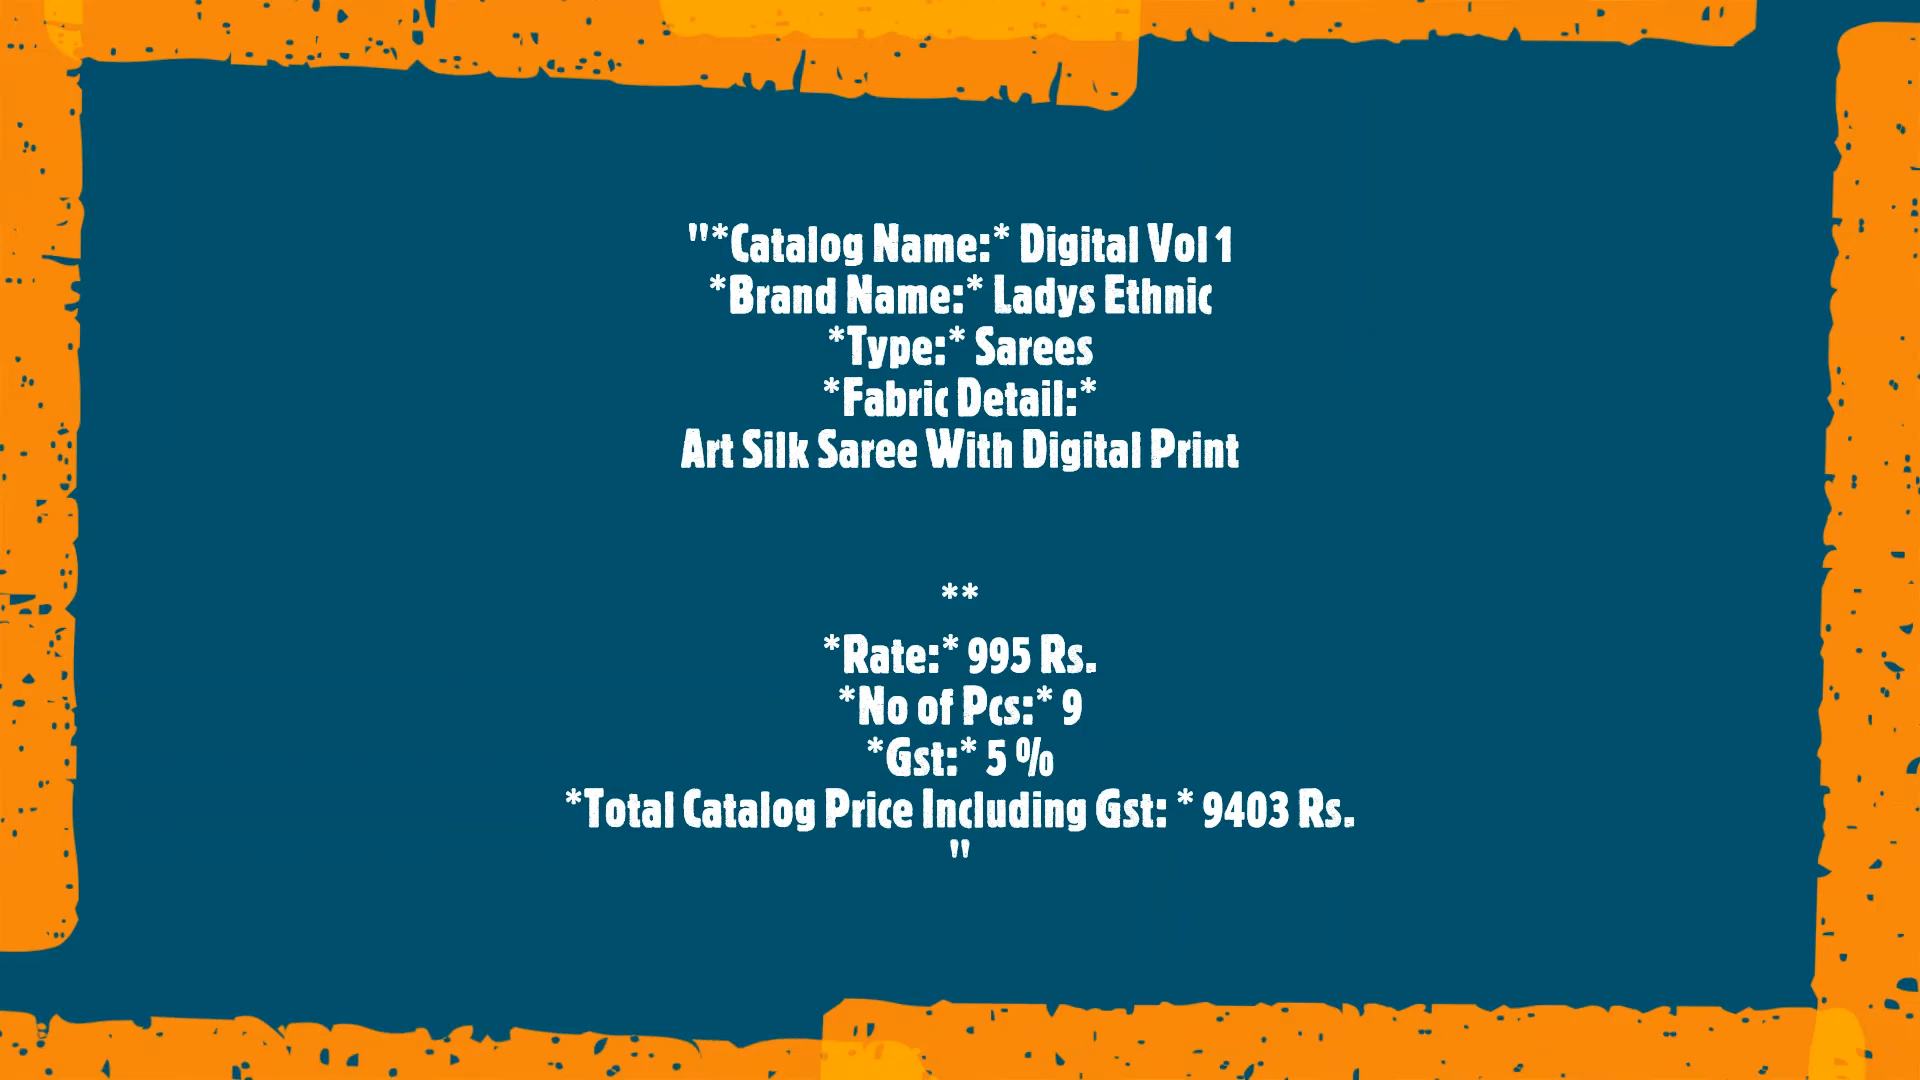 "*Catalog Name:* Digital Vol 1
*Brand Name:* Ladys Ethnic
*Type:* Sarees
*Fabric Detail:*
Art Silk Saree With Digital Print
**
*Rate:* 995 Rs.
*No of Pcs:* 9
*Gst:* 5 %
*Total Catalog Price Including Gst: * 9403 Rs.
"